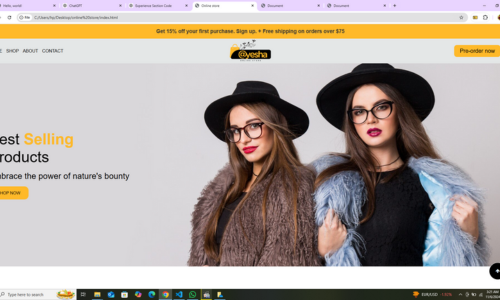 Hello, world!
ChatGPT
Experience Section Code
Online store
Document
Document
File
C:/Users/hp/Desktop/online%20store/index.html
Get 15% off your first purchase, Sign up. + Free shipping on orders over $75
SHOP ABOUT CONTACT
@yesha
Pre-order now
est Selling
roducts
brace the power of nature's bounty
HOP NOW
Type here to search
EUR/USD